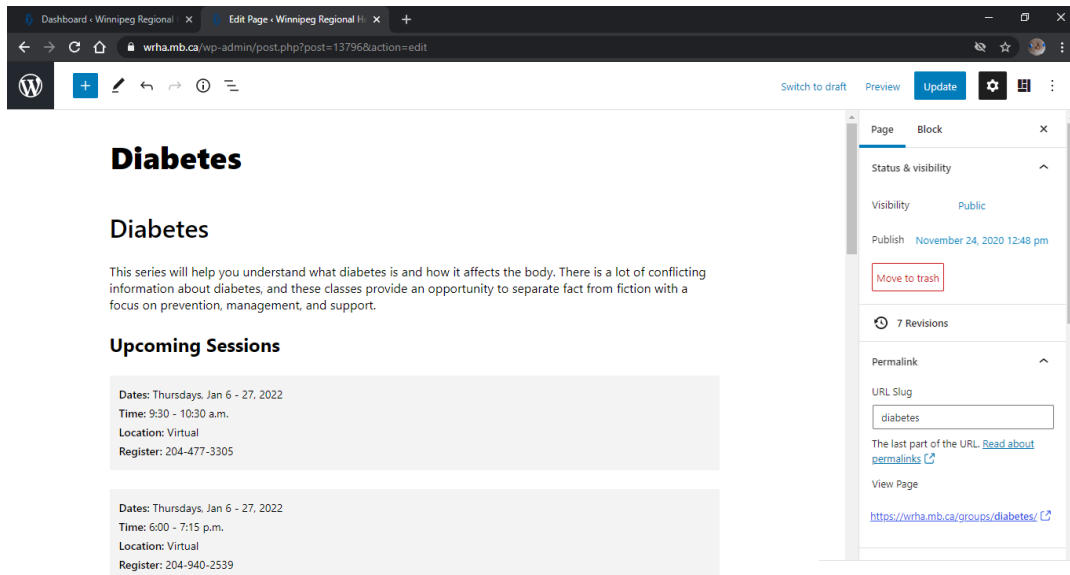 Dashboard ‹ Winnipeg Regional
Edit Page ‹ Winnipeg Regional He
wrha.mb.ca/wp-admin/post.php?post=13796&action=edit
Switch to draft Preview Update
Diabetes
Diabetes
This series will help you understand what diabetes is and how it affects the body. There is a lot of conflicting
information about diabetes, and these classes provide an opportunity to separate fact from fiction with a
focus on prevention, management, and support.
Upcoming Sessions
Dates: Thursdays, Jan 6 - 27, 2022
Time: 9:30 - 10:30 a.m.
Location: Virtual
Register: 204-477-3305
Dates: Thursdays, Jan 6 - 27, 2022
Time: 6:00 - 7:15 p.m.
Location: Virtual
Register: 204-940-2539
Page Block
Status & visibility
Visibility Public
Publish November 24, 2020 12:48 pm
Move to trash
7 Revisions
Permalink
URL Slug
diabetes
The last part of the URL. Read about
permalinks
View Page
https://wrha.mb.ca/groups/diabetes/